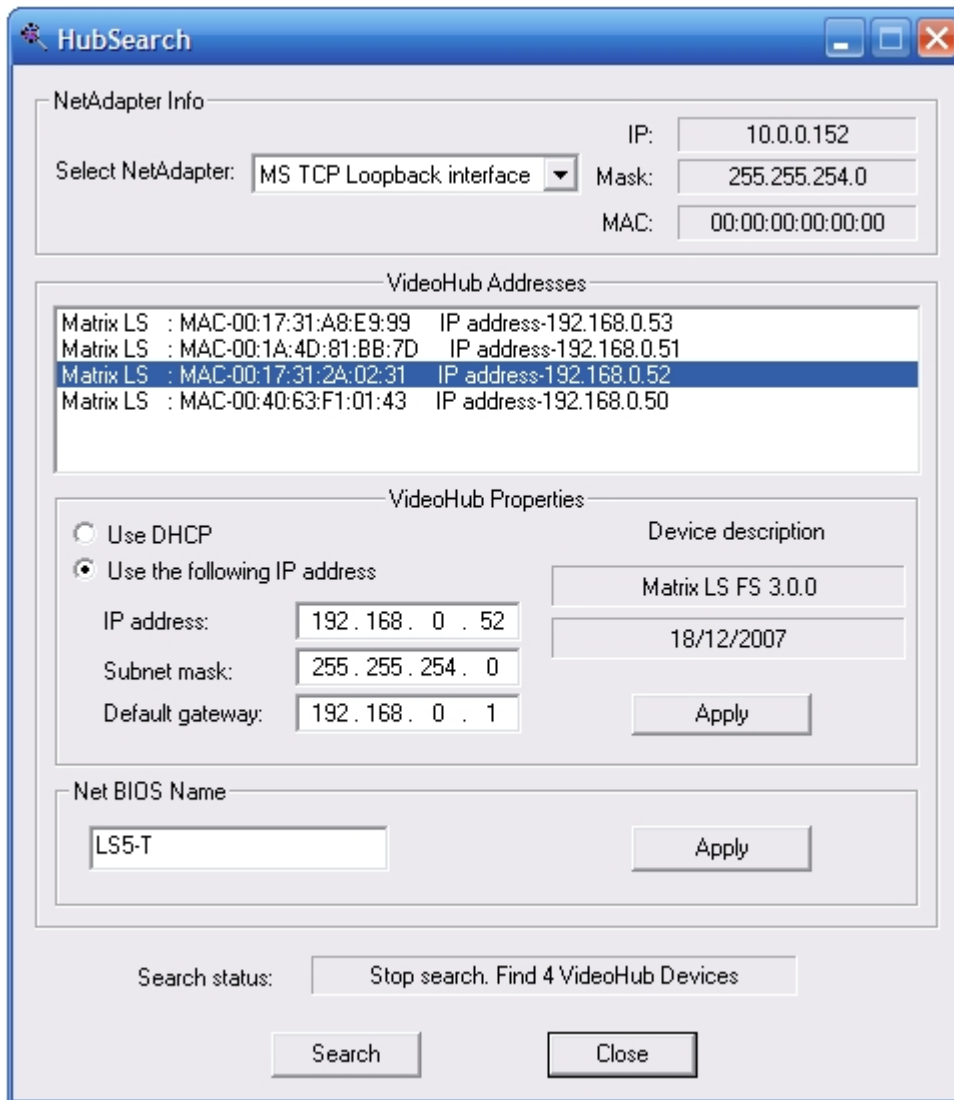 HubSearch
NetAdapter Info
IP: 10.0.0.152
Select NetAdapter: MS TCP Loopback interface Mask: 255.255.254.0
MAC: 00:00:00:00:00:00
VideoHub Addresses
Matrix LS : MAC-00:17:31:A8:E9:99 IP address-192.168.0.53
Matrix LS : MAC-00:1A:4D:81:BB:7D IP address-192.168.0.51
Matrix LS : MAC-00:17:31:2A:02:31 IP address-192.168.0.52
Matrix LS : MAC-00:40:63:F1:01:43 IP address-192.168.0.50
VideoHub Properties
Use DHCP
Device description
Use the following IP address
Matrix LS FS 3.0.0
IP address: 192 . 168 . 0 . 52
18/12/2007
Subnet mask: 255 . 255 . 254 . 0
Default gateway: 192 . 168 . 0 . 1
Apply
Net BIOS Name
LS5-T
Apply
Search status: Stop search. Find 4 VideoHub Devices
Search Close